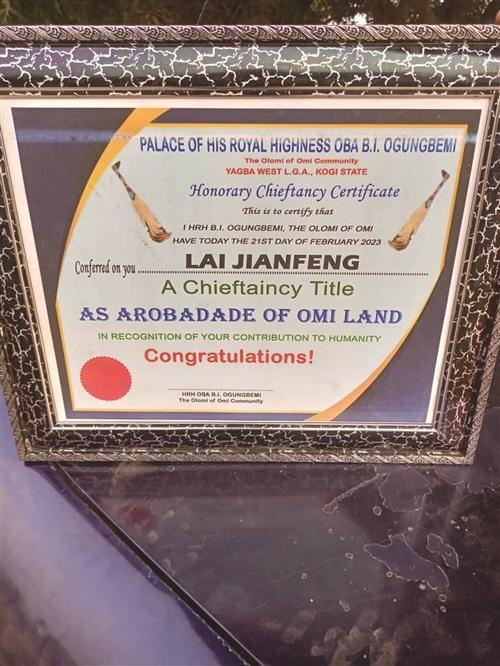 PALACE OF HIS ROYAL HIGHNESS OBA B.I. OGUNGBEMI
The Olomi of Omi Community
YAGBA WEST L.G.A., KOGI STATE
Honorary Chieftancy Certificate
This is to certify that
I HRH B.I. OGUNGBEMI, THE OLOMI OF OMI
HAVE TODAY THE 21ST DAY OF FEBRUARY 2023
Conferred on you LAI JIANFENG
A Chieftaincy Title
AS AROBADADE OF OMI LAND
IN RECOGNITION OF YOUR CONTRIBUTION TO HUMANITY
Congratulations!
HRH OBA B.I. OGUNGBEMI
The Olomi of Omi Community